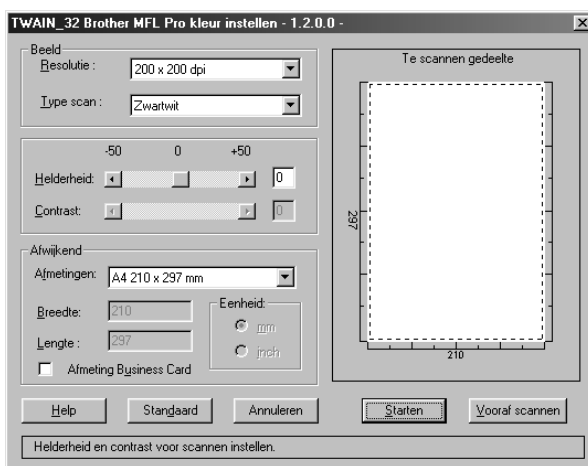 TWAIN_32 Brother MFL Pro kleur instellen - 1.2.0.0 -
Beeld
Resolutie : 200 x 200 dpi
Type scan : Zwartwit
-50 0 +50
Helderheid: 0
Contrast: 0
Afwijkend
Afmetingen: A4 210 x 297 mm
Breedte: 210
Lengte : 297
Eenheid:
mm
inch
Afmeting Business Card
Te scannen gedeelte
297
210
Help Standaard Annuleren Starten Vooraf scannen
Helderheid en contrast voor scannen instellen.